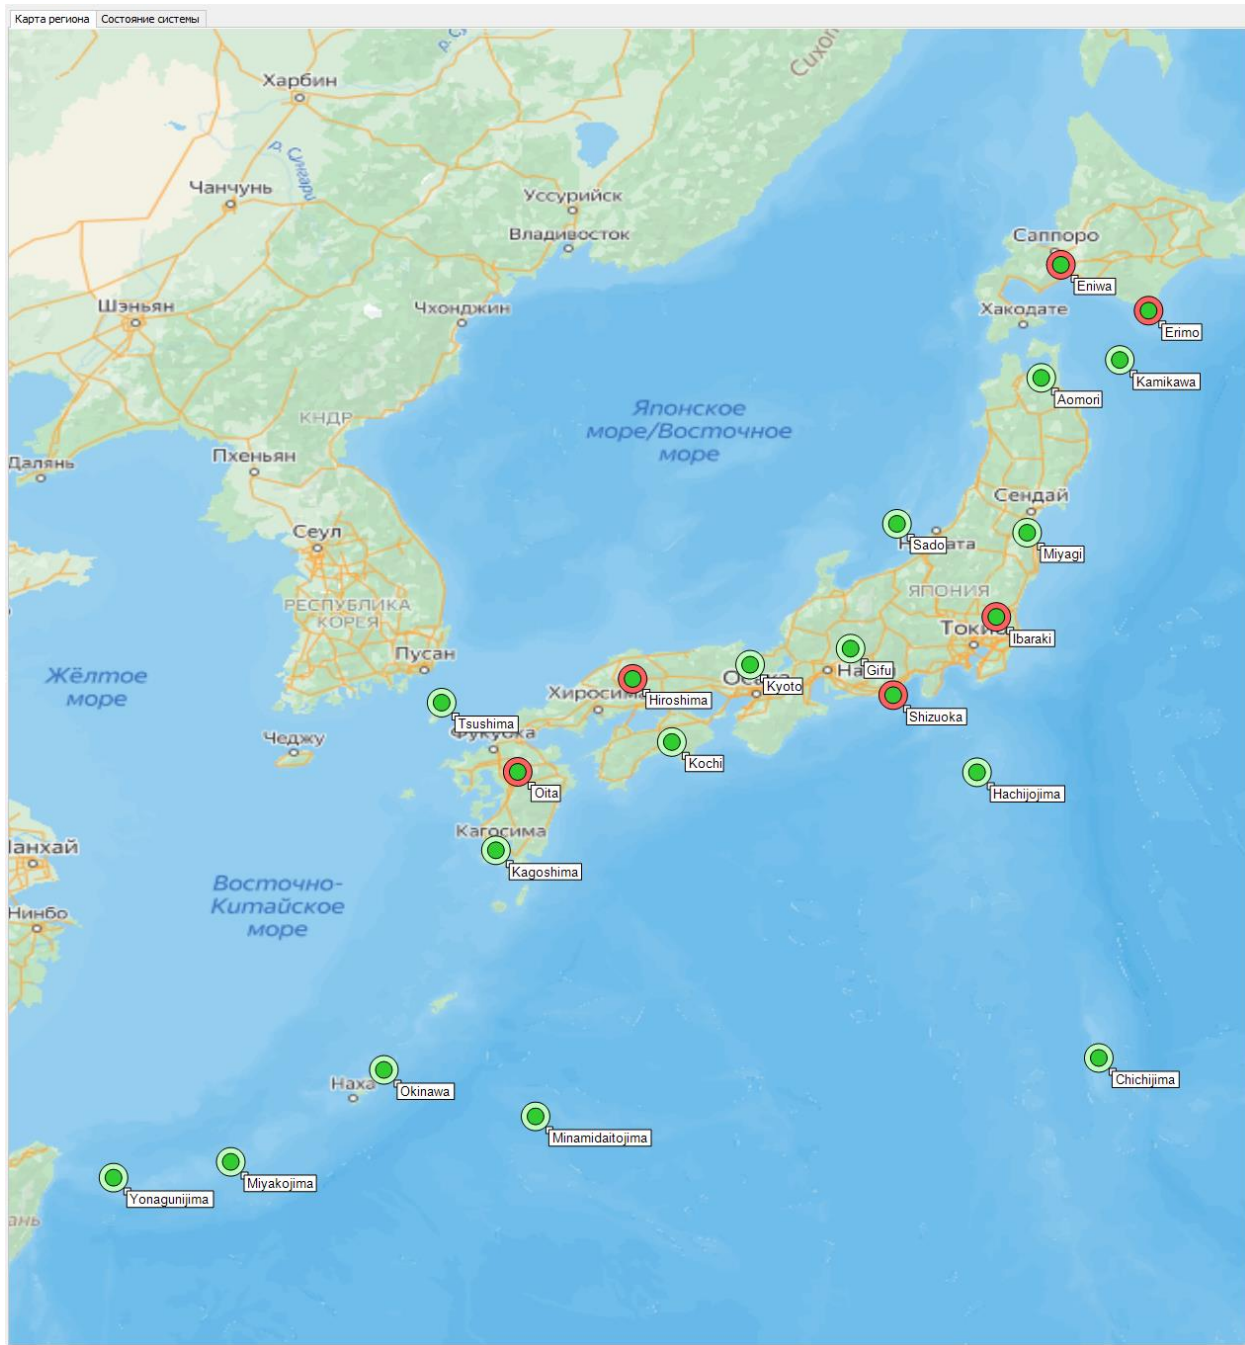 Карта региона
Состояние системы
Харбин
р. Сунгари
Чанчунь
Уссурийск
Владивосток
Саппоро
Eniwa
Шэньян
Чхонджин
Хакодате
Erimo
Kamikawa
Aomori
КНДР
Японское
море/Восточное
море
Далянь
Пхеньян
Сендай
Сеул
Sado
Miyagi
ЯПОНИЯ
РЕСПУБЛИКА
КОРЕЯ
Ibaraki
Пусан
Жёлтое
море
Gifu
Kyoto
Хиросима
Hiroshima
Shizuoka
Tsushima
Чеджу
Kochi
Oita
Hachijojima
Кагосима
Kagoshima
Восточно-
Китайское
море
Нинбо
Наха
Okinawa
Chichijima
Minamidaitojima
Miyakojima
Yonagunijima